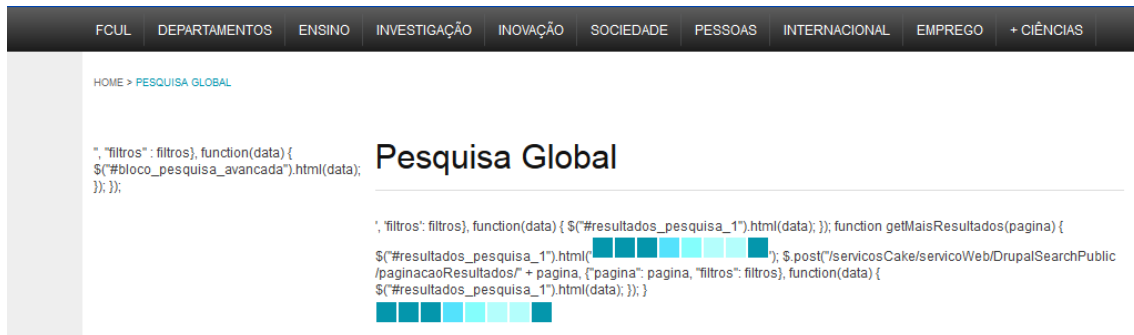 FCUL DEPARTAMENTOS ENSINO INVESTIGAÇÃO INOVAÇÃO SOCIEDADE PESSOAS INTERNACIONAL EMPREGO + CIÊNCIAS
HOME > PESQUISA GLOBAL
", "filtros" : filtros}, function(data) {
$("#bloco_pesquisa_avancada").html(data);
}); });
Pesquisa Global
', 'filtros': filtros}, function(data) { $("#resultados_pesquisa_1").html(data); }); function getMaisResultados(pagina) {
$("#resultados_pesquisa_1").html(' '); $.post("/servicosCake/servicoWeb/DrupalSearchPublic
/paginacaoResultados/" + pagina, {"pagina": pagina, "filtros": filtros}, function(data) {
$("#resultados_pesquisa_1").html(data); }); }